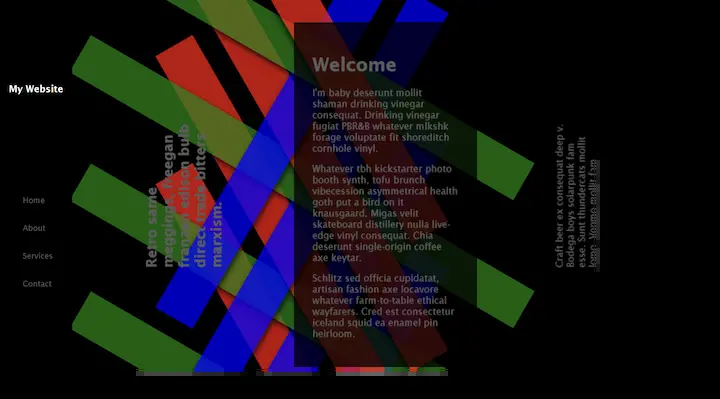 My Website
Home
About
Services
Contact
Retro same
meggings, heegan
franzen edison bulb
direct trade bitters
marxism.
Welcome
I'm baby deserunt mollit
shaman drinking vinegar
consequat. Drinking vinegar
fugiat PBR&B whatever mlkshk
forage voluptate fit shoreditch
cornhole vinyl.
Whatever tbh kickstarter photo
booth synth, tofu brunch
vibecession asymmetrical health
goth put a bird on it
knausgaard. Migas velit
skateboard distillery nulla live-
edge vinyl consequat. Chia
deserunt single-origin coffee
axe keytar.
Schlitz sed officia cupidatat,
artisan fashion axe locavore
whatever farm-to-table ethical
wayfarers. Cred est consectetur
iceland squid ea enamel pin
heirloom.
Craft beer ex consequat deep v.
Bodega boys solarpunk fam
esse. Sunt thundercats mollit
mollit fam